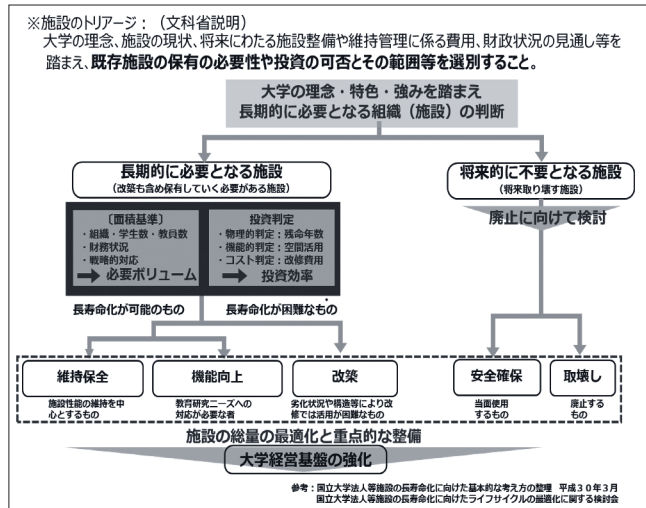 ※施設のトリアージ：（文科省説明）
大学の理念、施設の現状、将来にわたる施設整備や維持管理に係る費用、財政状況の見通し等を
踏まえ、既存施設の保有の必要性や投資の可否とその範囲等を選別すること。
大学の理念・特色・強みを踏まえ
長期的に必要となる組織（施設）の判断
長期的に必要となる施設
（改築も含め保有していく必要がある施設）
将来的に不要となる施設
（将来取り壊す施設）
〔面積基準〕
・組織・学生数・教員数
・財務状況
・戦略的対応
必要ボリューム
投資判定
・物理的判定：残命年数
・機能的判定：空間活用
・コスト判定：改修費用
投資効率
廃止に向けて検討
長寿命化が可能のもの
長寿命化が困難なもの
維持保全
施設性能の維持を中
心とするもの
機能向上
教育研究ニーズへの
対応が必要な者
改築
劣化状況や構造等により改
修では活用が困難なもの
安全確保
当面使用
するもの
取壊し
廃止する
もの
施設の総量の最適化と重点的な整備
大学経営基盤の強化
参考：国立大学法人等施設の長寿命化に向けた基本的な考え方の整理 平成３０年３月
国立大学法人等施設の長寿命化に向けたライフサイクルの最適化に関する検討会